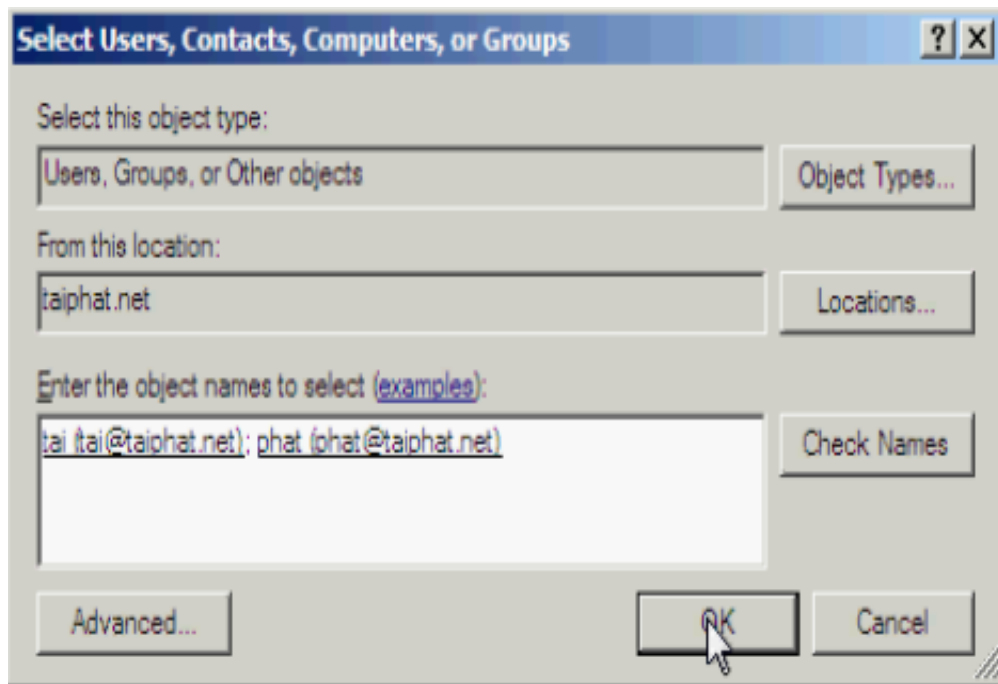 Select Users, Contacts, Computers, or Groups
Select this object type:
Users, Groups, or Other objects
Object Types...
From this location:
taiphat.net
Locations...
Enter the object names to select (examples):
tai (tai@taiphat.net); phat (phat@taiphat.net)
Check Names
Advanced...
OK
Cancel